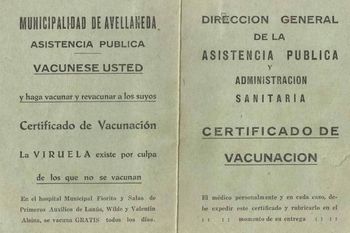 MUNICIPALIDAD DE AVELLANEDA
ASISTENCIA PUBLICA
VACUNESE USTED
y haga vacunar y revacunar a los suyos
Certificado de Vacunación
La VIRUELA existe por culpa
de los que no se vacunan
En el hospital Municipal Fiorito y Salas de
Primeros Auxilios de Lanús, Wilde y Valentín
Alsina, se vacuna GRATIS todos los días.
DIRECCION GENERAL
DE LA
ASISTENCIA PUBLICA
Y
ADMINISTRACION
SANITARIA
CERTIFICADO DE
VACUNACION
El médico personalmente y en cada caso, de-
be expedir este certificado y rubricarlo en el
: : : : momento de su entrega : : : :